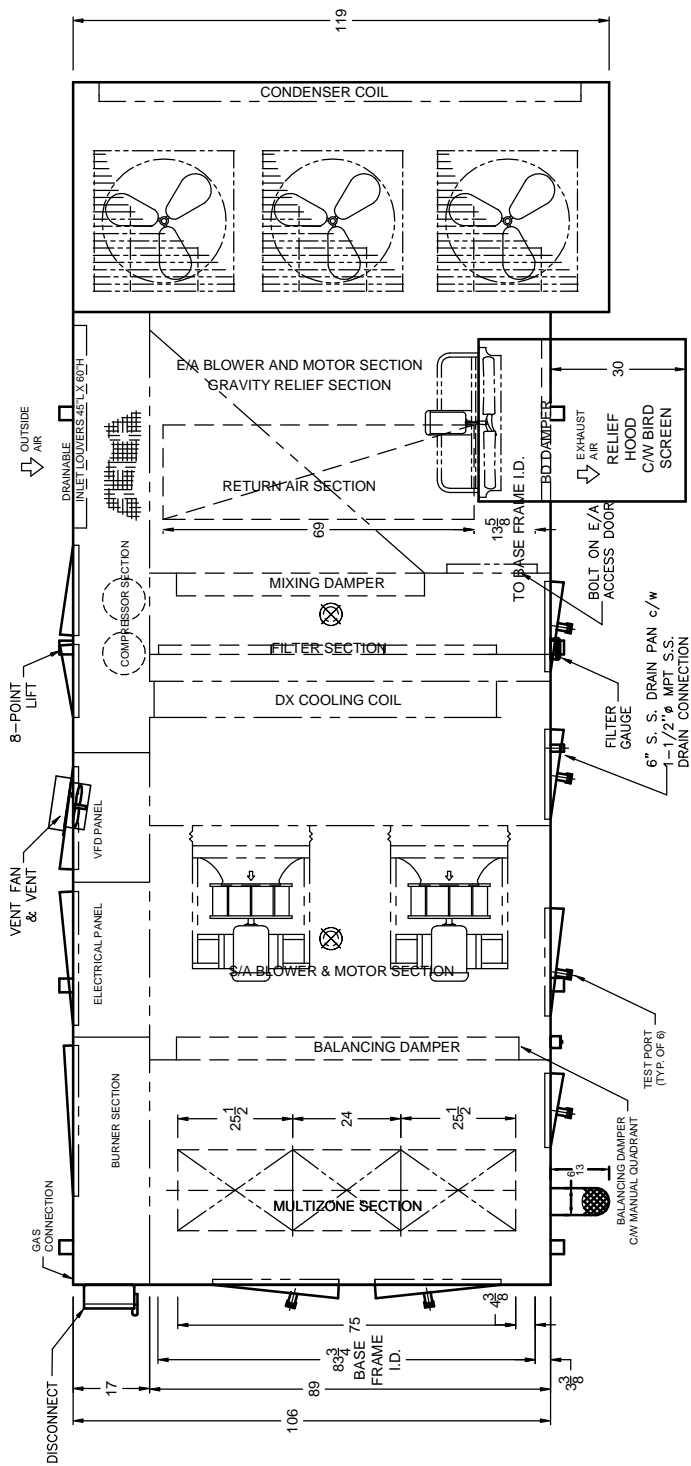 119
CONDENSER COIL
OUTSIDE
AIR
DRAINABLE
INLET LOUVERS 45"L X 60"H
E/A BLOWER AND MOTOR SECTION
GRAVITY RELIEF SECTION
RETURN AIR SECTION
69
13 5/8
TO BASE FRAME I.D.
BD DAMPER
30
EXHAUST
AIR
RELIEF
HOOD
C/W BIRD
SCREEN
BOLT ON E/A
ACCESS DOOR
COMPRESSOR SECTION
MIXING DAMPER
FILTER SECTION
8-POINT
LIFT
DX COOLING COIL
FILTER
GAUGE
6" S. S. DRAIN PAN c/w
1-1/2"ø MPT S.S.
DRAIN CONNECTION
VENT FAN
& VENT
VFD PANEL
ELECTRICAL PANEL
S/A BLOWER & MOTOR SECTION
TEST PORT
(TYP. OF 6)
BALANCING DAMPER
BALANCING DAMPER
C/W MANUAL QUADRANT
BURNER SECTION
25 1/2
24
25 1/2
MULTIZONE SECTION
6
13
GAS
CONNECTION
DISCONNECT
75
4 3/8
83 3/4
BASE
FRAME
I.D.
3 3/8
17
89
106